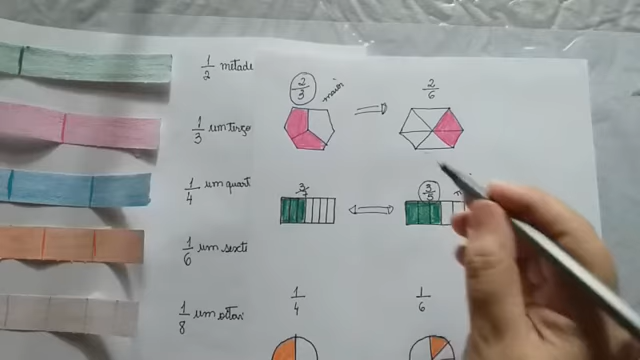 1/2 metade
1/3 um terço
1/4 um quart
1/6 um sexto
1/8 um oitav
2/3 maior 2/6
3/5
1/4 1/6